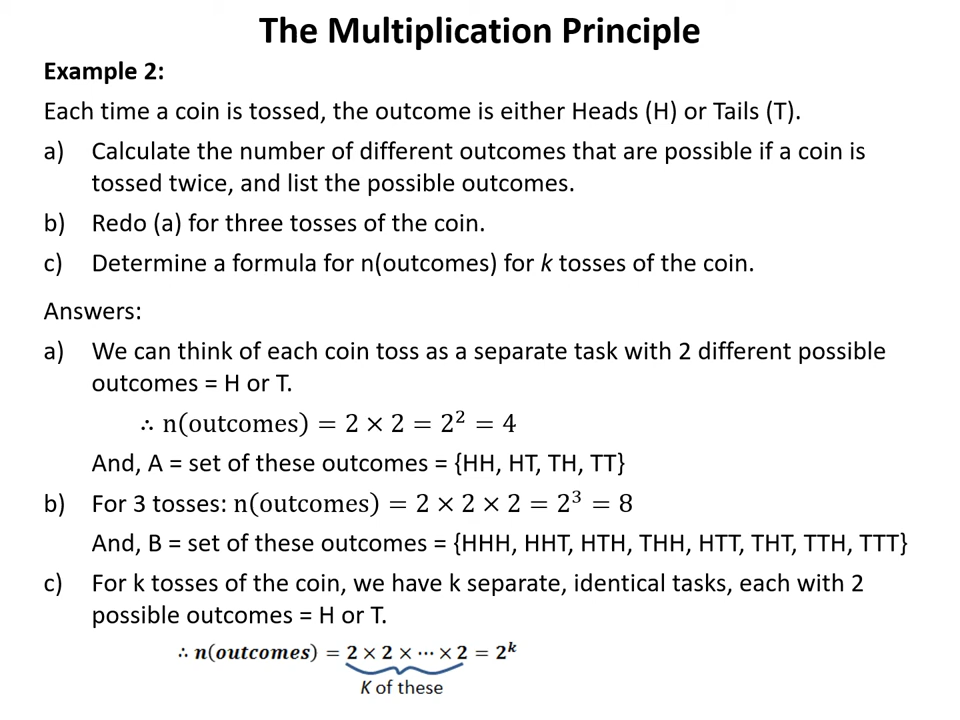 The Multiplication Principle
Example 2:
Each time a coin is tossed, the outcome is either Heads (H) or Tails (T).
a) Calculate the number of different outcomes that are possible if a coin is
tossed twice, and list the possible outcomes.
b) Redo (a) for three tosses of the coin.
c) Determine a formula for n(outcomes) for k tosses of the coin.
Answers:
a) We can think of each coin toss as a separate task with 2 different possible
outcomes = H or T.
∴ n(outcomes) = 2 × 2 = 2² = 4
And, A = set of these outcomes = {HH, HT, TH, TT}
b) For 3 tosses: n(outcomes) = 2 × 2 × 2 = 2³ = 8
And, B = set of these outcomes = {HHH, HHT, HTH, THH, HTT, THT, TTH, TTT}
c) For k tosses of the coin, we have k separate, identical tasks, each with 2
possible outcomes = H or T.
∴ n(outcomes) = 2 × 2 × ⋯ × 2 = 2ᵏ
K of these